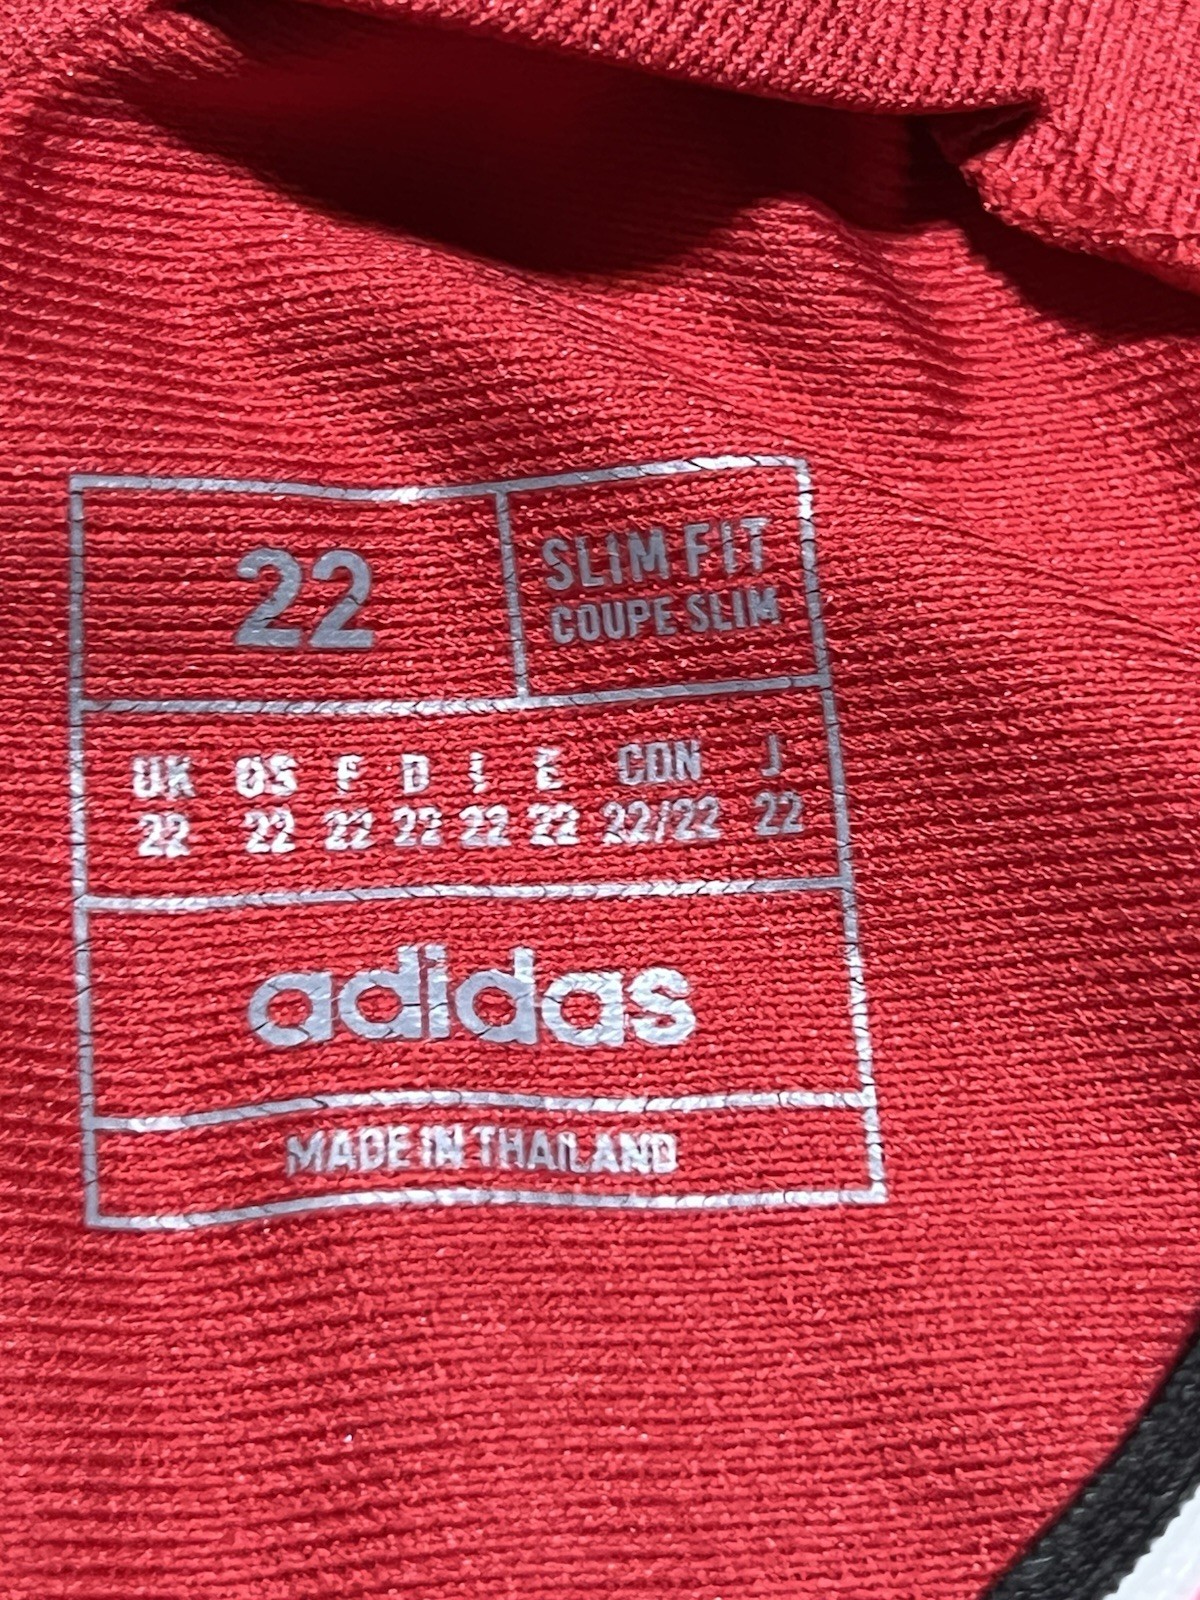 22
SLIM FIT
COUPE SLIM
UK US F D I E CDN J
22 22 22 22 22 22 22/22 22
adidas
MADE IN THAILAND